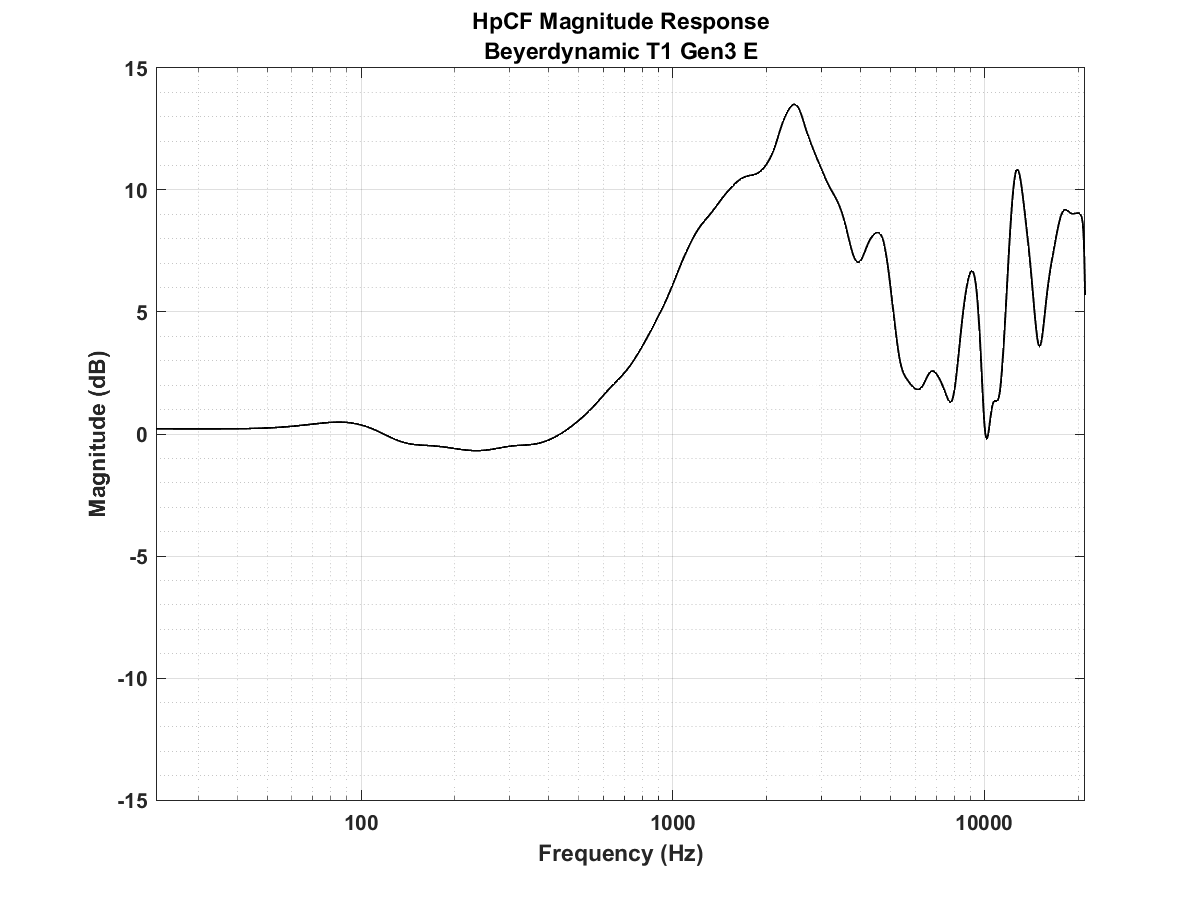 HpCF Magnitude Response
Beyerdynamic T1 Gen3 E
15
10
5
0
-5
-10
-15
Magnitude (dB)
100
1000
10000
Frequency (Hz)